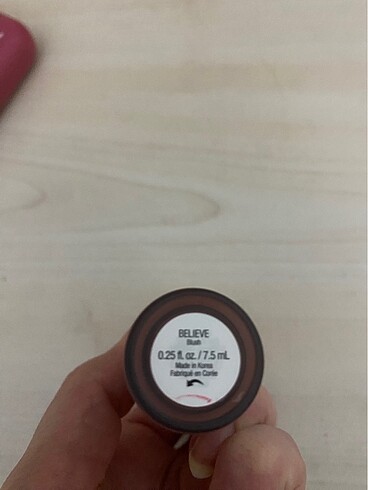 BELIEVE
Blush
0.25 fl. oz. / 7.5 mL
Made in Korea
Fabriqué en Corée